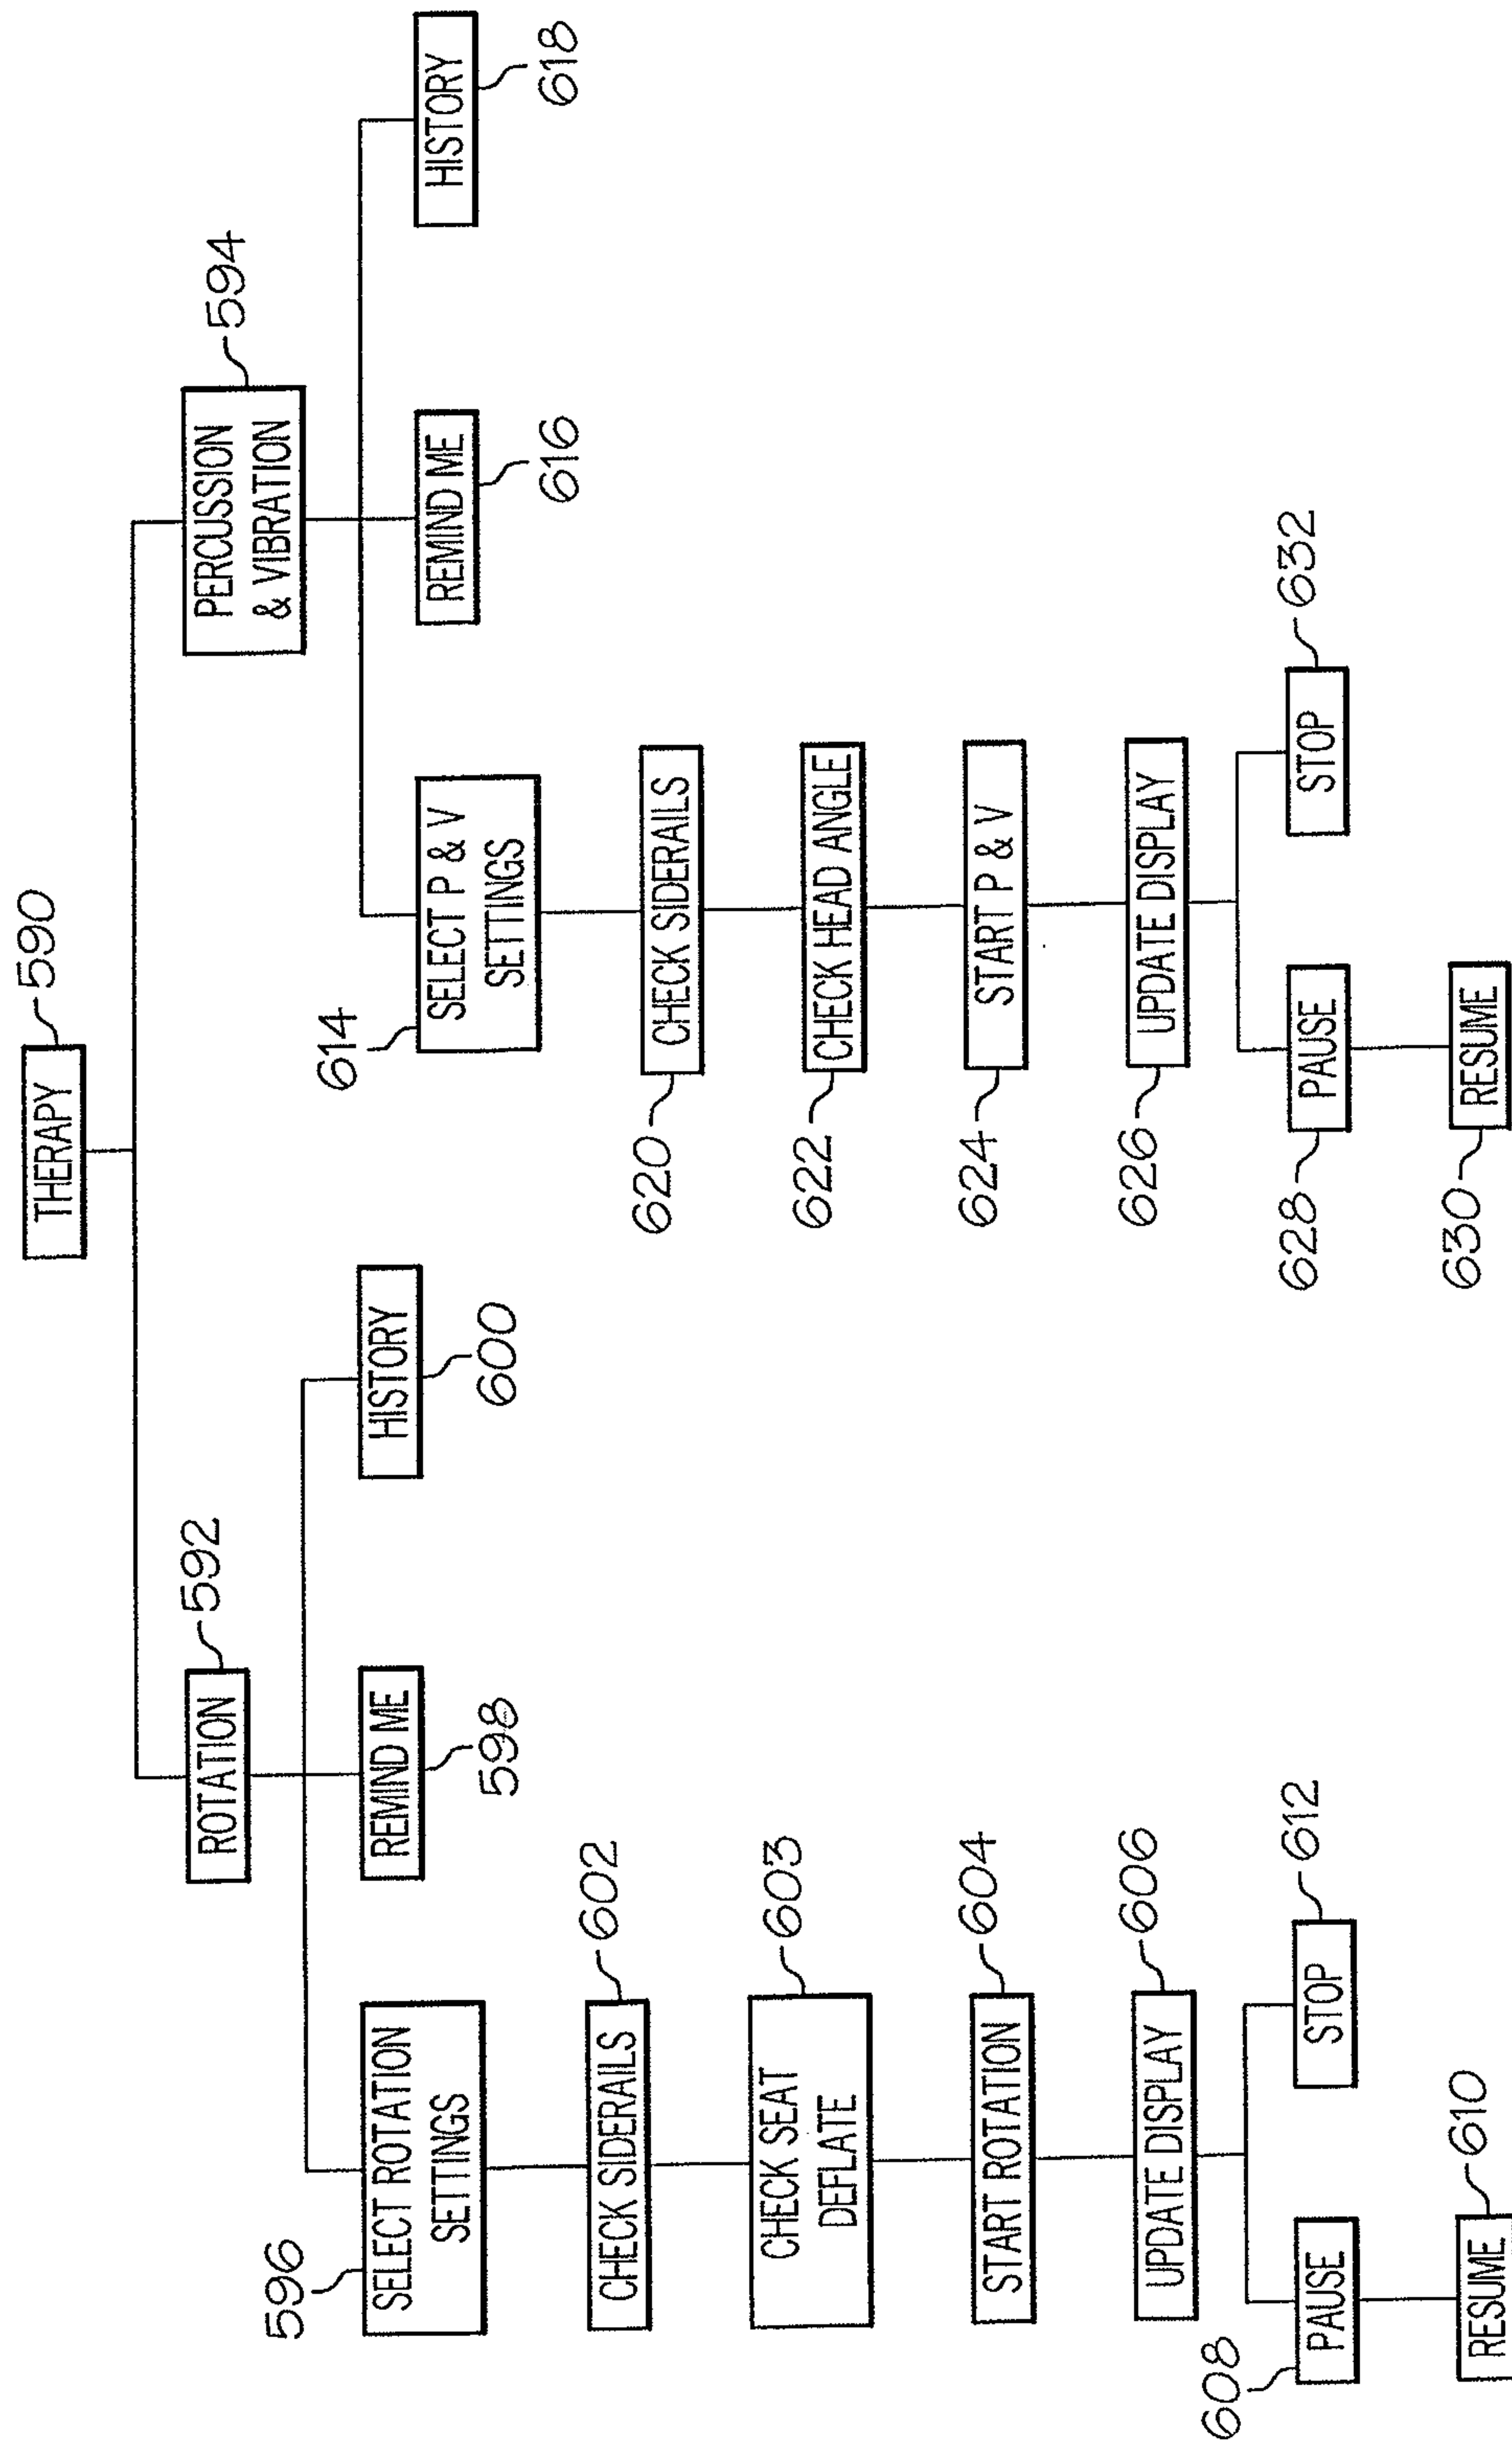 THERAPY
590
ROTATION
592
PERCUSSION
& VIBRATION
594
596
SELECT ROTATION
SETTINGS
REMIND ME
598
HISTORY
600
CHECK SIDERAILS
602
CHECK SEAT
DEFLATE
603
START ROTATION
604
UPDATE DISPLAY
606
608
PAUSE
STOP
612
RESUME
610
614
SELECT P & V
SETTINGS
REMIND ME
616
HISTORY
618
CHECK SIDERAILS
620
CHECK HEAD ANGLE
622
START P & V
624
UPDATE DISPLAY
626
PAUSE
628
STOP
632
RESUME
630